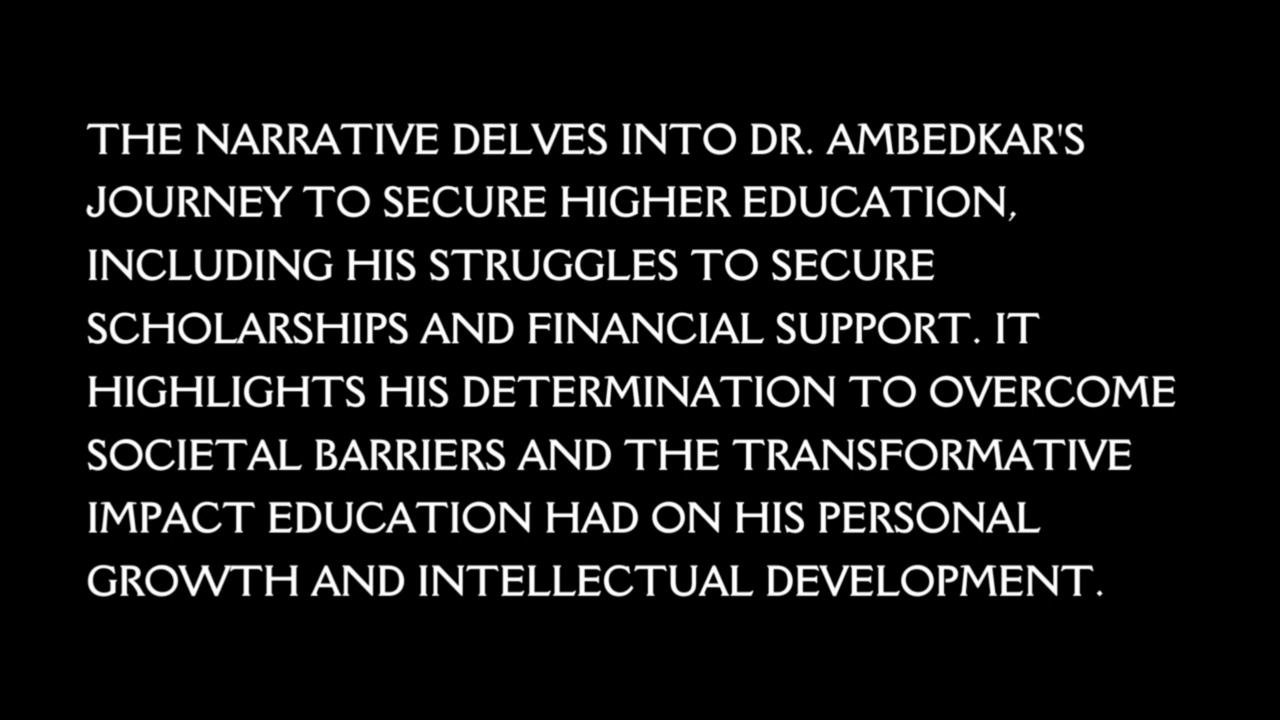 THE NARRATIVE DELVES INTO DR. AMBEDKAR'S
JOURNEY TO SECURE HIGHER EDUCATION,
INCLUDING HIS STRUGGLES TO SECURE
SCHOLARSHIPS AND FINANCIAL SUPPORT. IT
HIGHLIGHTS HIS DETERMINATION TO OVERCOME
SOCIETAL BARRIERS AND THE TRANSFORMATIVE
IMPACT EDUCATION HAD ON HIS PERSONAL
GROWTH AND INTELLECTUAL DEVELOPMENT.